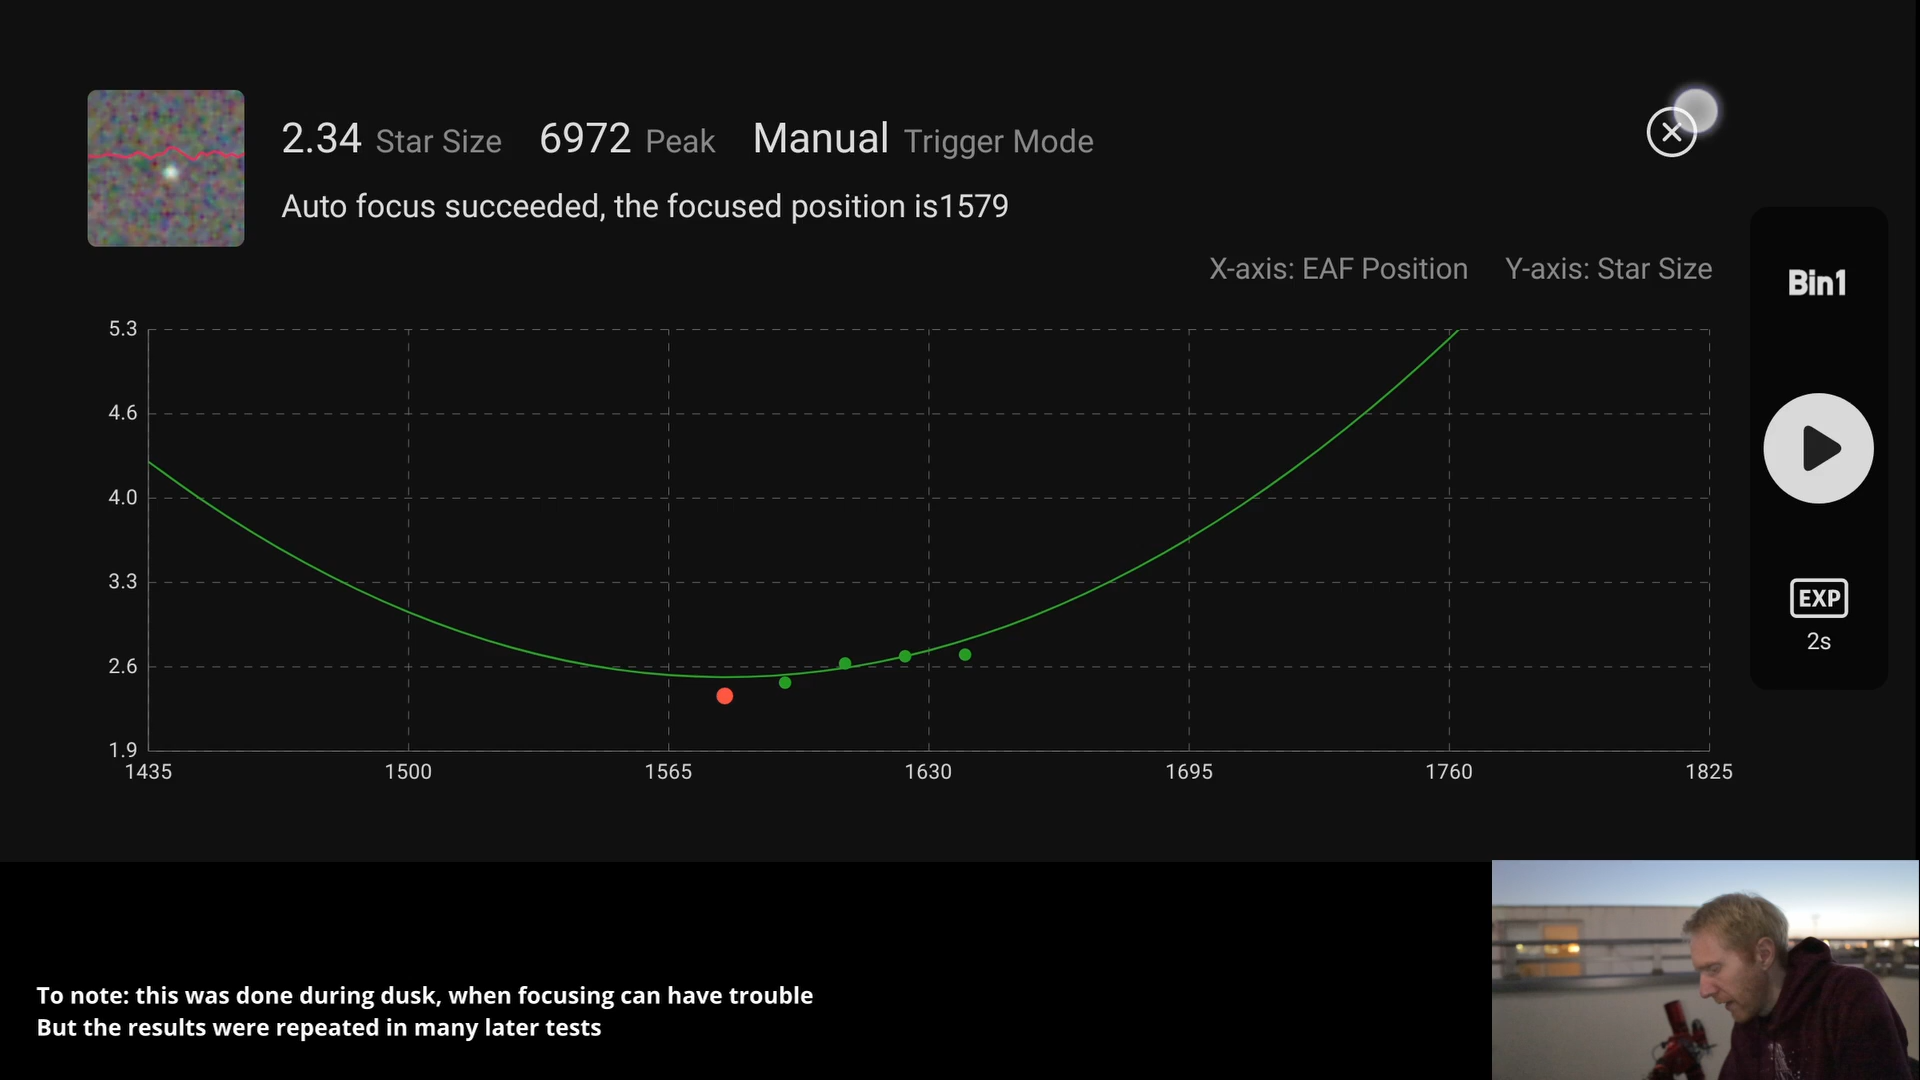 2.34 Star Size 6972 Peak Manual Trigger Mode
Auto focus succeeded, the focused position is1579
X-axis: EAF Position Y-axis: Star Size
Bin1
5.3
4.6
4.0
3.3
2.6
1.9
1435 1500 1565 1630 1695 1760 1825
EXP
2s
To note: this was done during dusk, when focusing can have trouble
But the results were repeated in many later tests